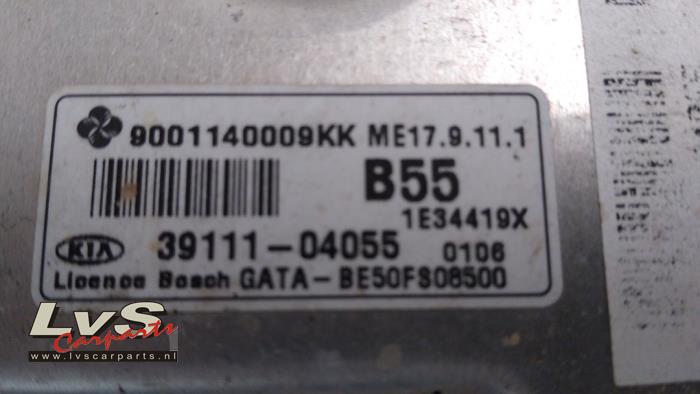 9001140009KK ME17.9.11.1
B55
1E34419X
KIA 39111-04055 0106
Licence Bosch GATA-BE50FS08500
LvS
Carparts
www.lvscarparts.nl